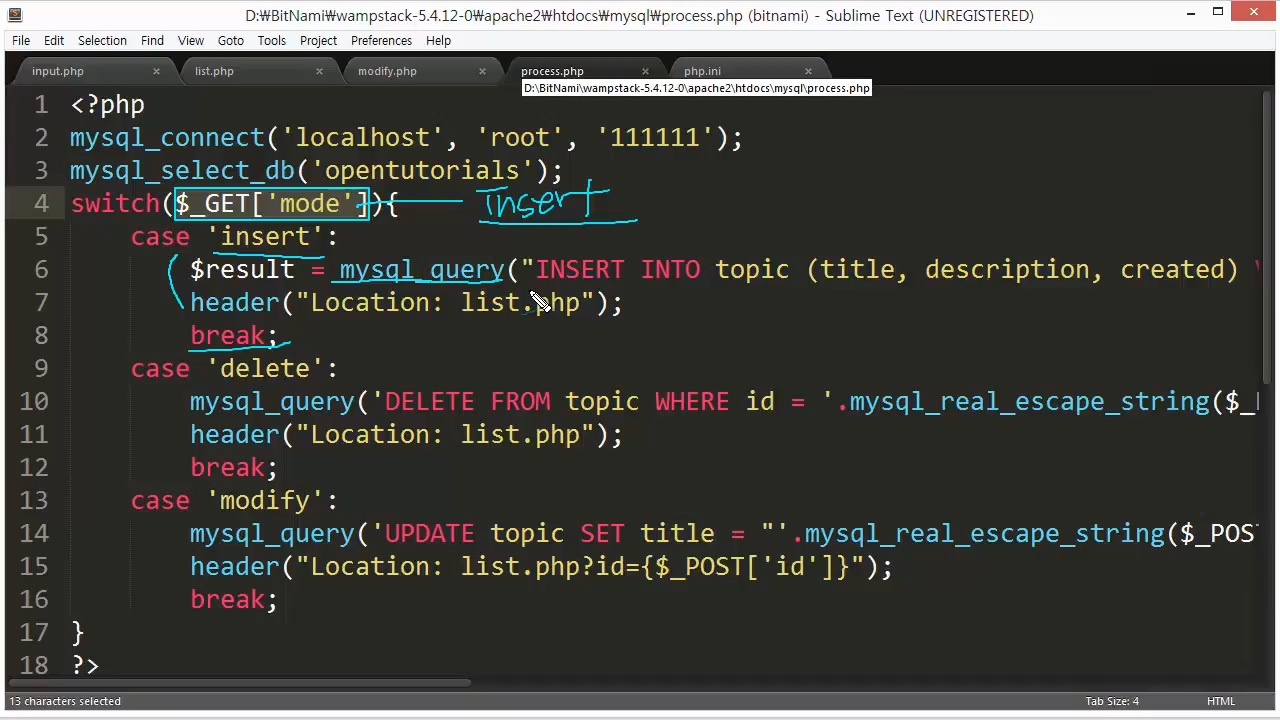 D:₩BitNami₩wampstack-5.4.12-0₩apache2₩htdocs₩mysql₩process.php (bitnami) - Sublime Text (UNREGISTERED)
File Edit Selection Find View Goto Tools Project Preferences Help
input.php list.php modify.php process.php php.ini
D:\BitNami\wampstack-5.4.12-0\apache2\htdocs\mysql\process.php
1 <?php
2 mysql_connect('localhost', 'root', '111111');
3 mysql_select_db('opentutorials');
4 switch($_GET['mode']){ Insert
5 case 'insert':
6 $result = mysql_query("INSERT INTO topic (title, description, created)
7 header("Location: list.php");
8 break;
9 case 'delete':
10 mysql_query('DELETE FROM topic WHERE id = '.mysql_real_escape_string($_
11 header("Location: list.php");
12 break;
13 case 'modify':
14 mysql_query('UPDATE topic SET title = "'.mysql_real_escape_string($_POST
15 header("Location: list.php?id={$_POST['id']}");
16 break;
17 }
18 ?>
13 characters selected Tab Size: 4 HTML